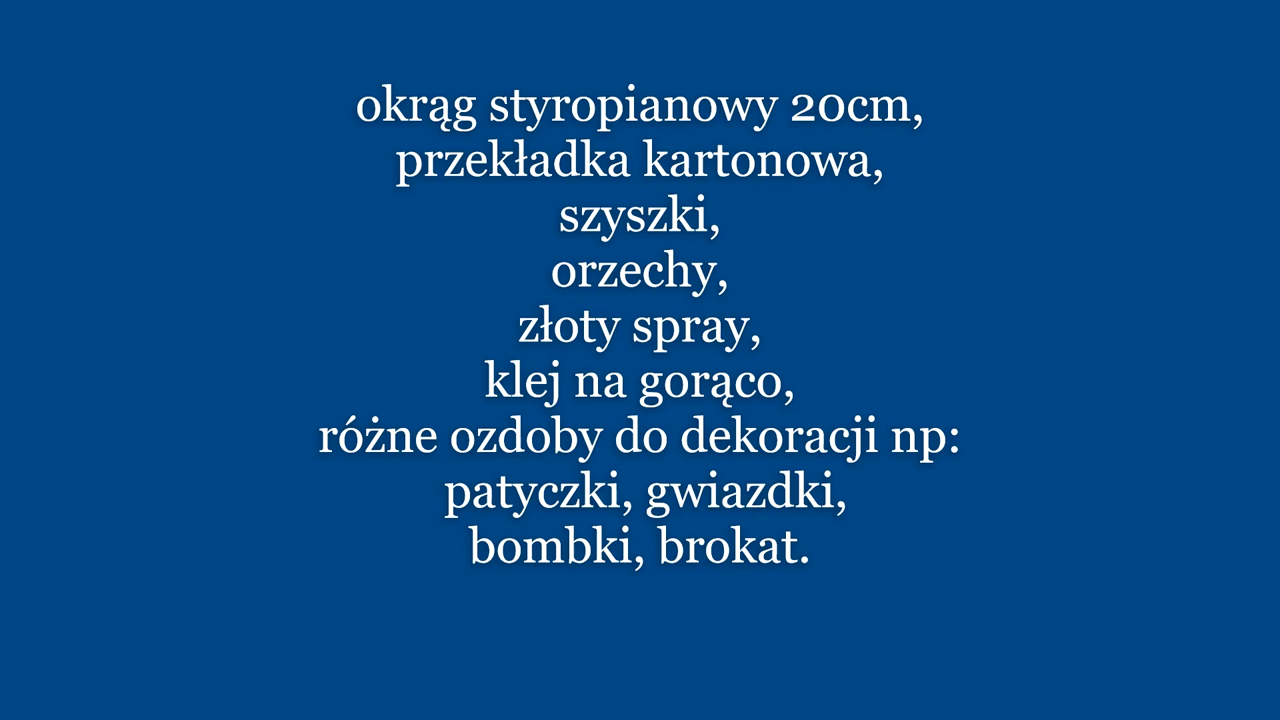 okrąg styropianowy 20cm,
przekładka kartonowa,
szyszki,
orzechy,
złoty spray,
klej na gorąco,
różne ozdoby do dekoracji np:
patyczki, gwiazdki,
bombki, brokat.